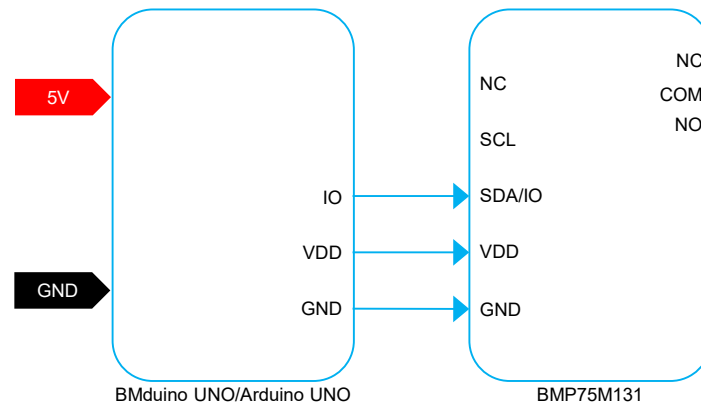 5V
GND
IO
VDD
GND
BMduino UNO/Arduino UNO
NC
SCL
SDA/IO
VDD
GND
NC
COM
NO
BMP75M131